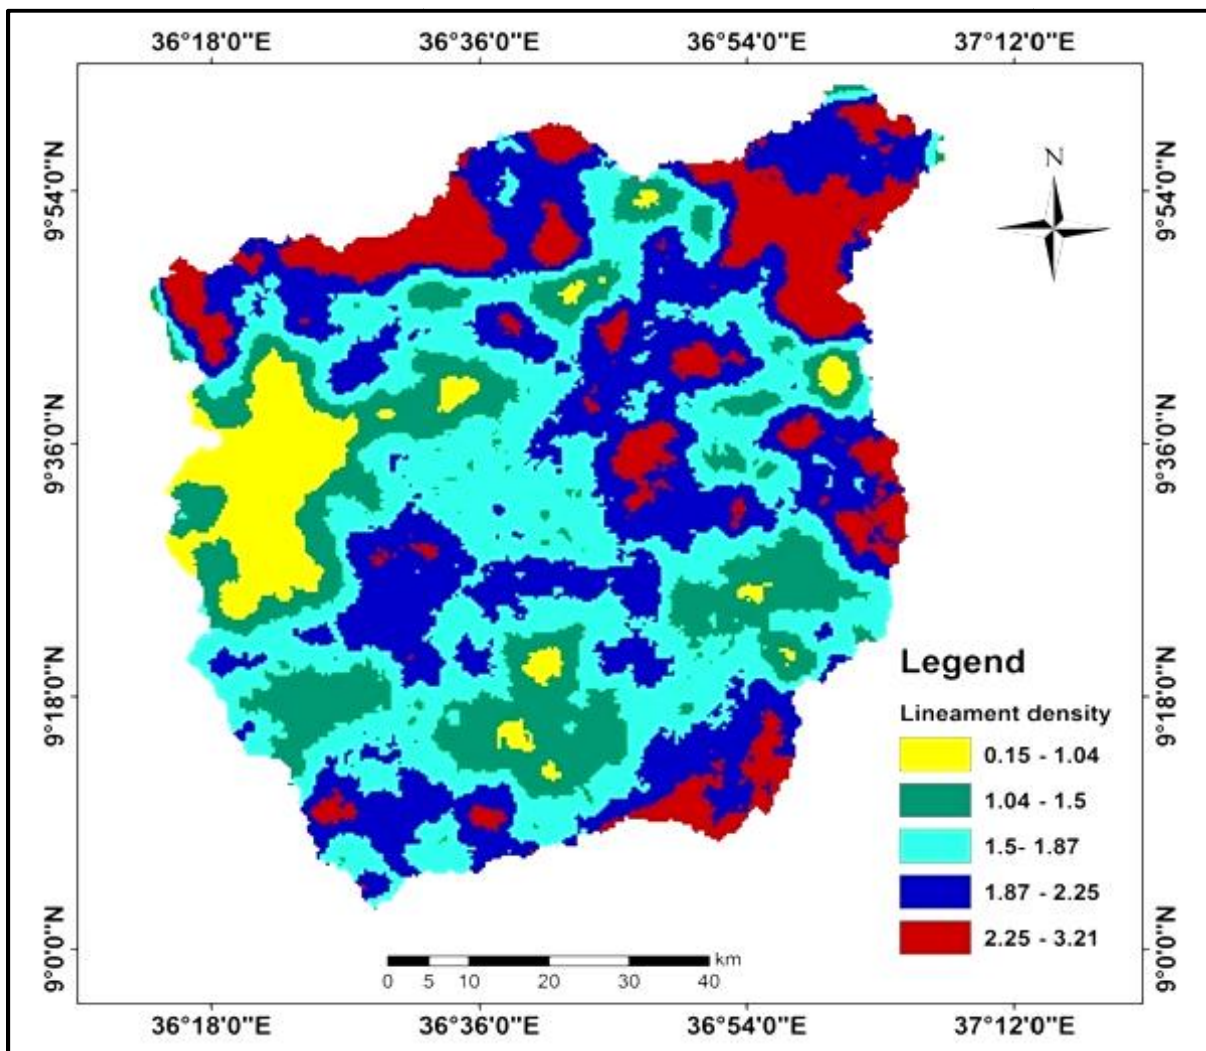 36°18'0"E 36°36'0"E 36°54'0"E 37°12'0"E
N
9°54'0"N 9°54'0"N
9°36'0"N 9°36'0"N
9°18'0"N 9°18'0"N
9°0'0"N 9°0'0"N
Legend
Lineament density
0.15 - 1.04
1.04 - 1.5
1.5- 1.87
1.87 - 2.25
2.25 - 3.21
km
0 5 10 20 30 40
36°18'0"E 36°36'0"E 36°54'0"E 37°12'0"E